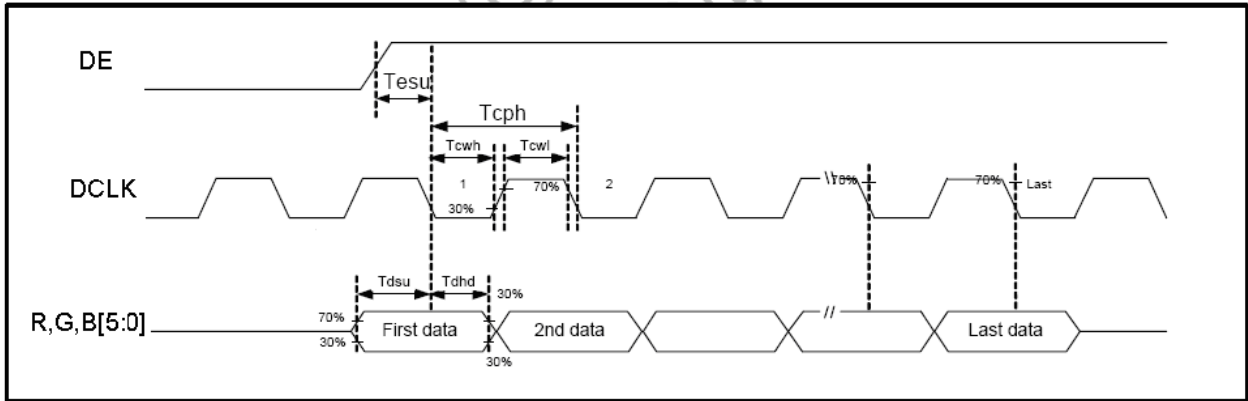 DE
Tesu
Tcph
Tcwh
Tcwl
DCLK
1
70%
2
30%
70%
70%
Last
Tdsu
Tdhd
30%
R,G,B[5:0]
70%
30%
First data
2nd data
//
Last data
30%